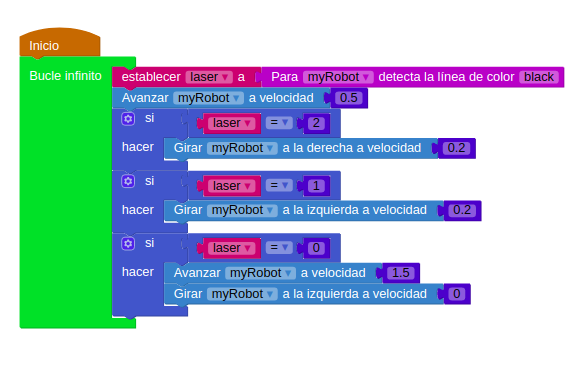 Inicio
Bucle infinito establecer laser ▾ a Para myRobot ▾ detecta la línea de color black
Avanzar myRobot ▾ a velocidad 0.5
si laser ▾ = ▾ 2
hacer Girar myRobot ▾ a la derecha a velocidad 0.2
si laser ▾ = ▾ 1
hacer Girar myRobot ▾ a la izquierda a velocidad 0.2
si laser ▾ = ▾ 0
hacer Avanzar myRobot ▾ a velocidad 1.5
Girar myRobot ▾ a la izquierda a velocidad 0